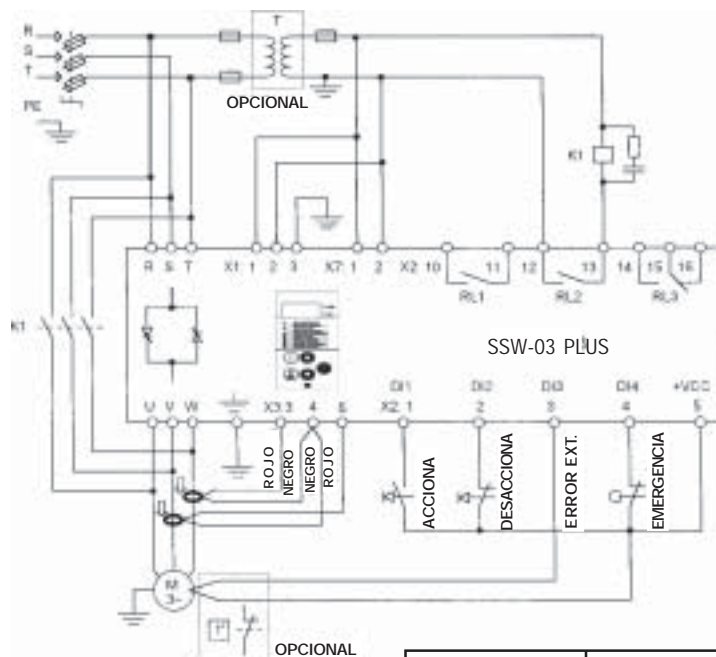 T
R
S
T
OPCIONAL
PE
K1
R S T X1: 1 2 3 X7: 1 2 X2: 10 11 12 13 14 15 16
RL1 RL2 RL3
K1
SSW-03 PLUS
DI1 DI2 DI3 DI4 +VCC
U V W X3:3 4 5 X2: 1 2 3 4 5
ROJO
NEGRO
NEGRO
ROJO
ACCIONA
DESACCIONA
ERROR EXT.
EMERGENCIA
M
3~
OPCIONAL